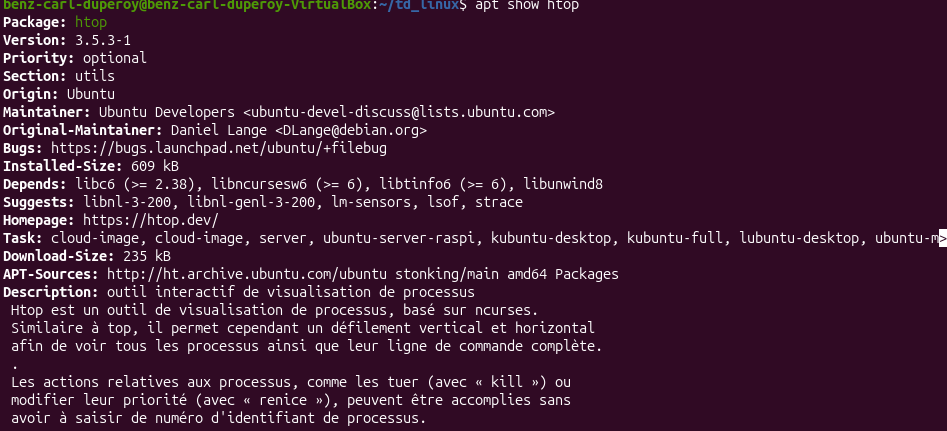 benz-carl-duperoy@benz-carl-duperoy-VirtualBox:~/td_linux$ apt show htop
Package: htop
Version: 3.5.3-1
Priority: optional
Section: utils
Origin: Ubuntu
Maintainer: Ubuntu Developers <ubuntu-devel-discuss@lists.ubuntu.com>
Original-Maintainer: Daniel Lange <DLange@debian.org>
Bugs: https://bugs.launchpad.net/ubuntu/+filebug
Installed-Size: 609 kB
Depends: libc6 (>= 2.38), libncursesw6 (>= 6), libtinfo6 (>= 6), libunwind8
Suggests: libnl-3-200, libnl-genl-3-200, lm-sensors, lsof, strace
Homepage: https://htop.dev/
Task: cloud-image, cloud-image, server, ubuntu-server-raspi, kubuntu-desktop, kubuntu-full, lubuntu-desktop, ubuntu-m>
Download-Size: 235 kB
APT-Sources: http://ht.archive.ubuntu.com/ubuntu stonking/main amd64 Packages
Description: outil interactif de visualisation de processus
 Htop est un outil de visualisation de processus, basé sur ncurses.
 Similaire à top, il permet cependant un défilement vertical et horizontal
 afin de voir tous les processus ainsi que leur ligne de commande complète.
 .
 Les actions relatives aux processus, comme les tuer (avec « kill ») ou
 modifier leur priorité (avec « renice »), peuvent être accomplies sans
 avoir à saisir de numéro d'identifiant de processus.